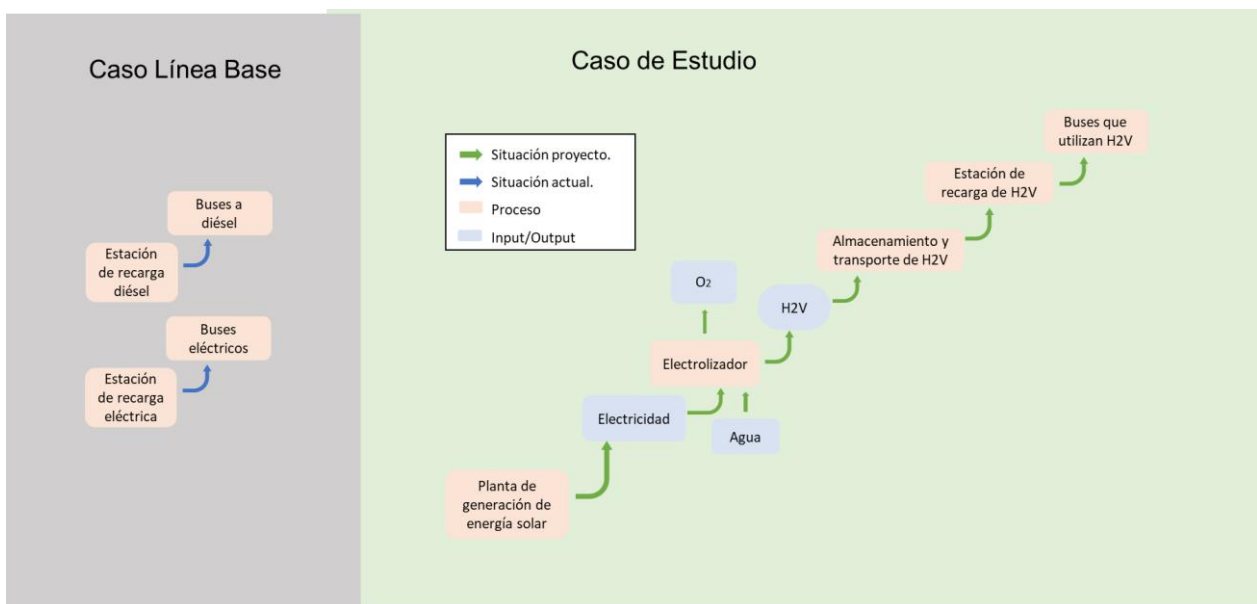 Caso Línea Base
Buses a
diésel
Estación
de recarga
diésel
Buses
eléctricos
Estación
de recarga
eléctrica
Caso de Estudio
Situación proyecto.
Situación actual.
Proceso
Input/Output
Buses que
utilizan H2V
Estación de
recarga de H2V
Almacenamiento y
transporte de H2V
O2
H2V
Electrolizador
Electricidad
Agua
Planta de
generación de
energía solar